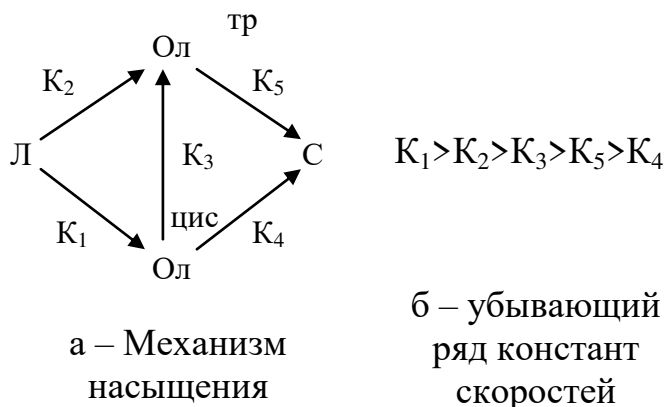 тр
Ол
К₂
К₅
Л
К₃
С
К₁>К₂>К₃>К₅>К₄
К₁
цис
К₄
Ол
а – Механизм
насыщения
б – убывающий
ряд констант
скоростей